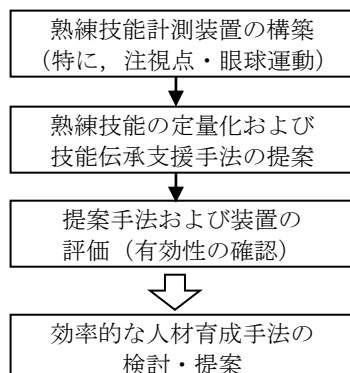 熟練技能計測装置の構築
（特に，注視点・眼球運動）
熟練技能の定量化および
技能伝承支援手法の提案
提案手法および装置の
評価（有効性の確認）
効率的な人材育成手法の
検討・提案